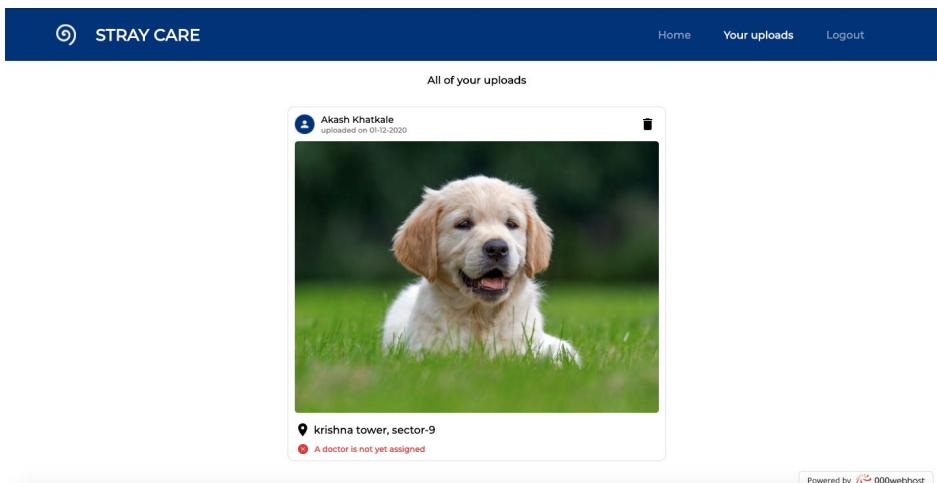 STRAY CARE
Home Your uploads Logout
All of your uploads
Akash Khatkale
uploaded on 01-12-2020
krishna tower, sector-9
A doctor is not yet assigned
Powered by 000webhost